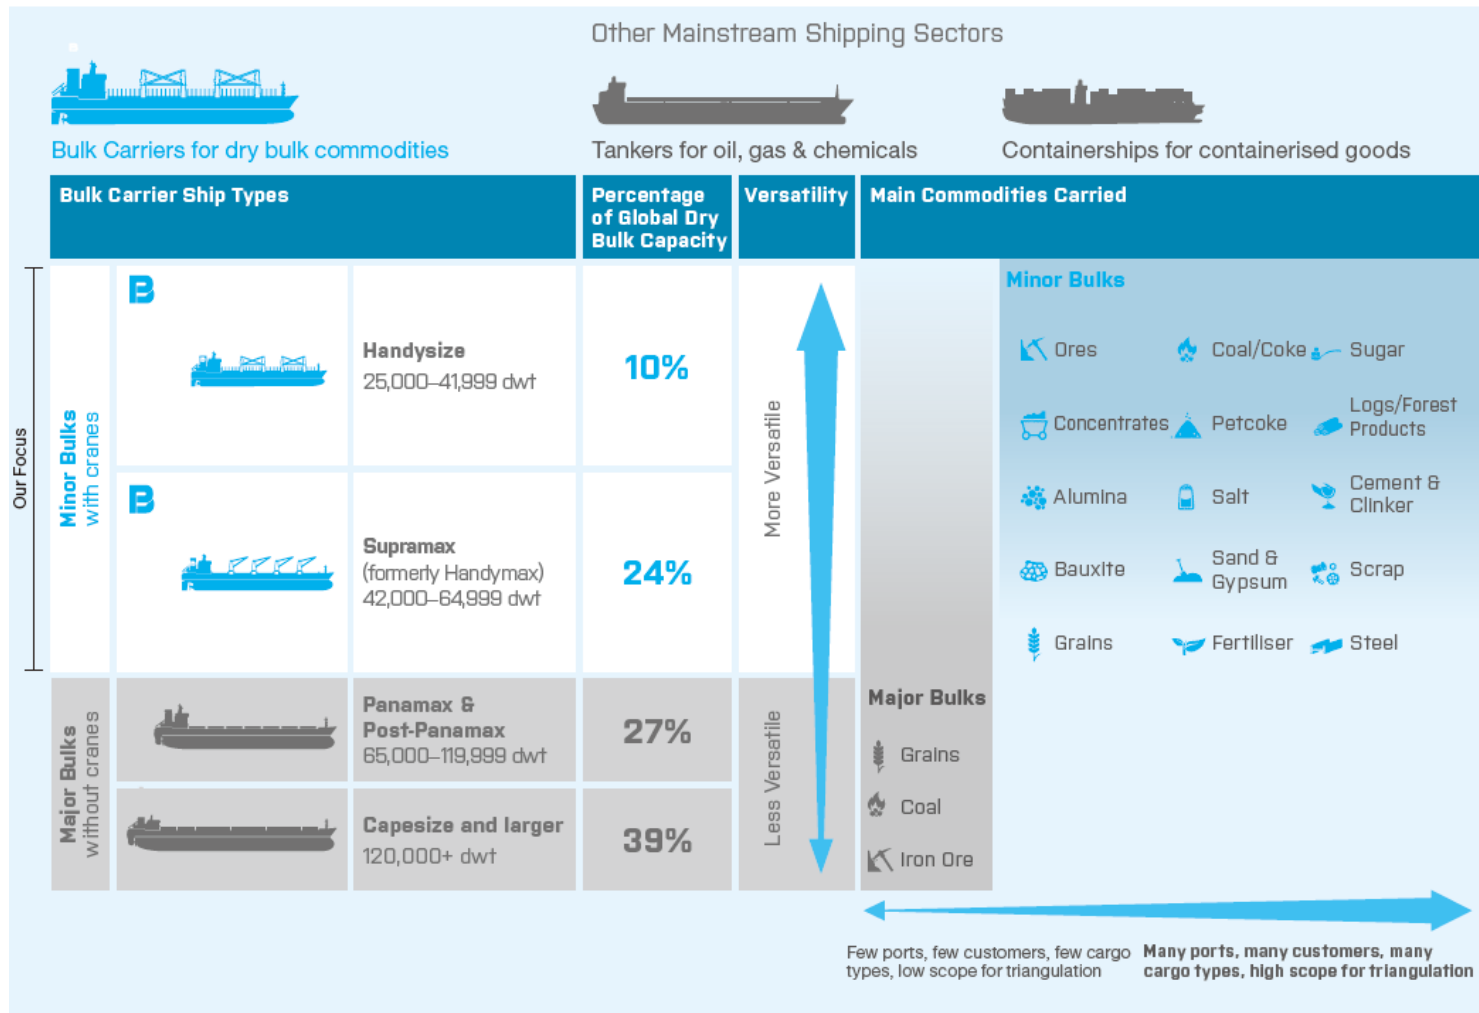 Other Mainstream Shipping Sectors
Bulk Carriers for dry bulk commodities
Tankers for oil, gas & chemicals
Containerships for containerised goods
Bulk Carrier Ship Types
Percentage
of Global Dry
Bulk Capacity
Versatility
Main Commodities Carried
Our Focus
Minor Bulks
with cranes
B
Handysize
25,000–41,999 dwt
10%
B
Supramax
(formerly Handymax)
42,000–64,999 dwt
24%
Major Bulks
without cranes
Panamax &
Post-Panamax
65,000–119,999 dwt
27%
Capesize and larger
120,000+ dwt
39%
More Versatile
Less Versatile
Minor Bulks
Ores
Coal/Coke
Sugar
Concentrates
Petcoke
Logs/Forest
Products
Alumina
Salt
Cement &
Clinker
Bauxite
Sand &
Gypsum
Scrap
Grains
Fertiliser
Steel
Major Bulks
Grains
Coal
Iron Ore
Few ports, few customers, few cargo
types, low scope for triangulation
Many ports, many customers, many
cargo types, high scope for triangulation